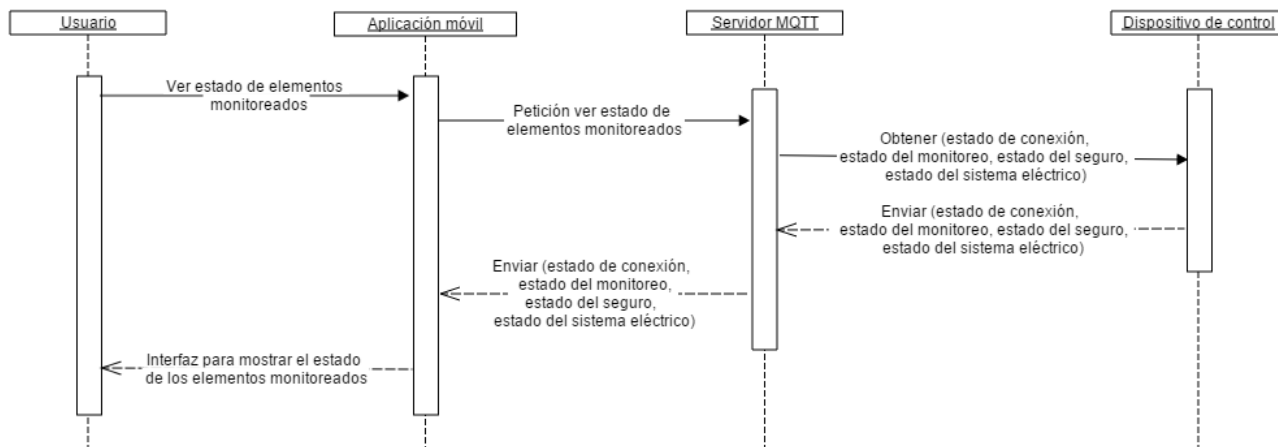 Usuario
Aplicación móvil
Servidor MQTT
Dispositivo de control
Ver estado de elementos
monitoreados
Petición ver estado de
elementos monitoreados
Obtener (estado de conexión,
estado del monitoreo, estado del seguro,
estado del sistema eléctrico)
Enviar (estado de conexión,
estado del monitoreo, estado del seguro,
estado del sistema eléctrico)
Enviar (estado de conexión,
estado del monitoreo,
estado del seguro,
estado del sistema eléctrico)
Interfaz para mostrar el estado
de los elementos monitoreados